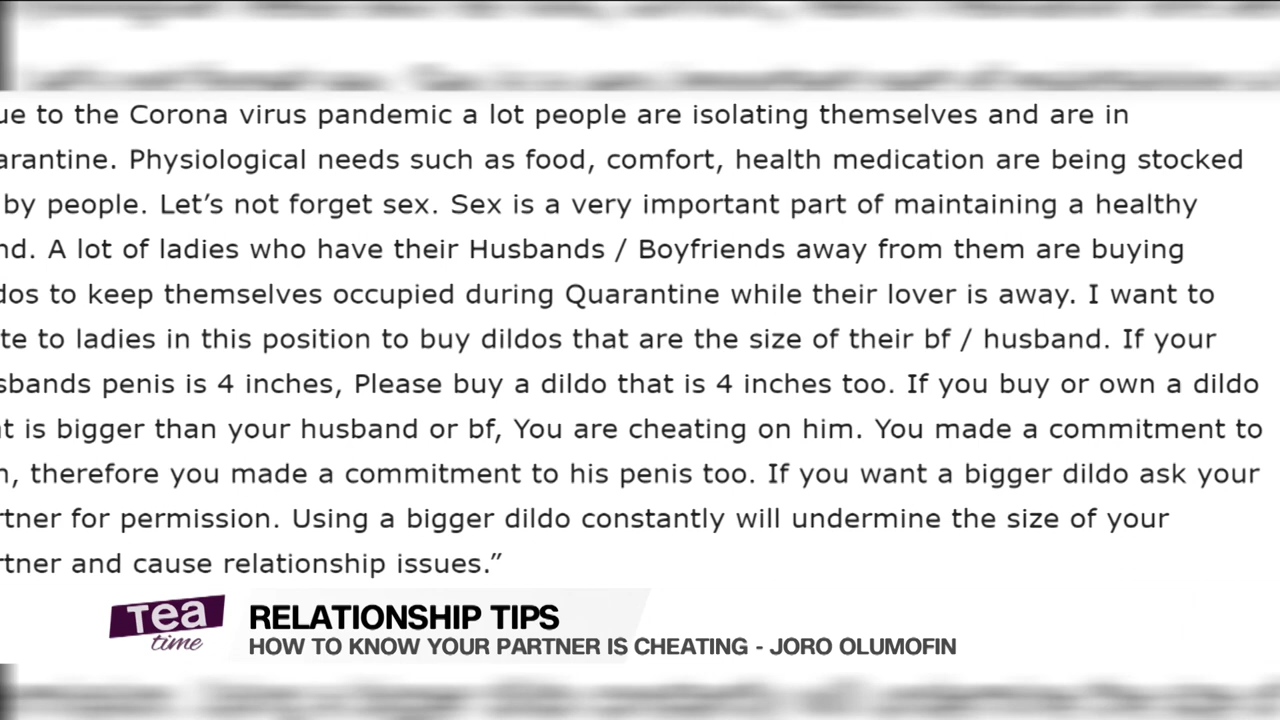 ue to the Corona virus pandemic a lot people are isolating themselves and are in
arantine. Physiological needs such as food, comfort, health medication are being stocked
by people. Let’s not forget sex. Sex is a very important part of maintaining a healthy
nd. A lot of ladies who have their Husbands / Boyfriends away from them are buying
dos to keep themselves occupied during Quarantine while their lover is away. I want to
te to ladies in this position to buy dildos that are the size of their bf / husband. If your
sbands penis is 4 inches, Please buy a dildo that is 4 inches too. If you buy or own a dildo
t is bigger than your husband or bf, You are cheating on him. You made a commitment to
, therefore you made a commitment to his penis too. If you want a bigger dildo ask your
rtner for permission. Using a bigger dildo constantly will undermine the size of your
rtner and cause relationship issues.”
Tea
time
RELATIONSHIP TIPS
HOW TO KNOW YOUR PARTNER IS CHEATING - JORO OLUMOFIN